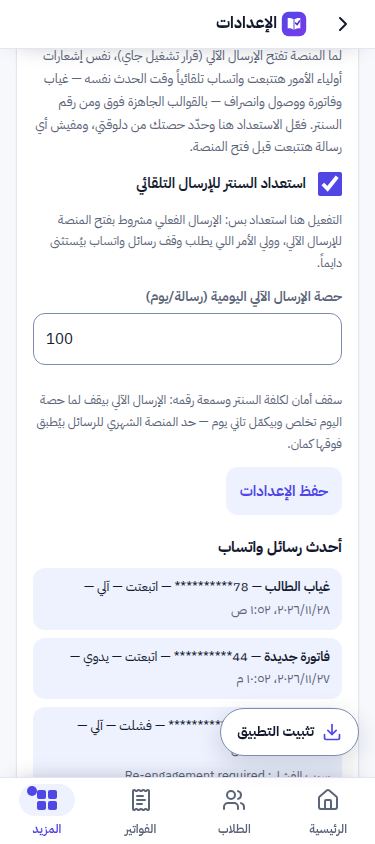 الإعدادات
لما المنصة تفتح الإرسال الآلي (قرار تشغيل جاي)، نفس إشعارات
أولياء الأمور هتتبعت واتساب تلقائياً وقت الحدث نفسه — غياب
وفاتورة ووصول وانصراف — بالقوالب الجاهزة فوق ومن رقم
السنتر. فعّل الاستعداد هنا وحدّد حصتك من دلوقتي، ومفيش أي
رسالة هتتبعت قبل فتح المنصة.
استعداد السنتر للإرسال التلقائي
التفعيل هنا استعداد بس: الإرسال الفعلي مشروط بفتح المنصة
للإرسال الآلي، وولي الأمر اللي يطلب وقف رسائل واتساب بيُستثنى
دايماً.
حصة الإرسال الآلي اليومية (رسالة/يوم)
100
سقف أمان لكلفة السنتر وسمعة رقمه: الإرسال الآلي بيقف لما حصة
اليوم تخلص وبيكمّل تاني يوم — حد المنصة الشهري للرسائل بيُطبق
فوقها كمان.
حفظ الإعدادات
أحدث رسائل واتساب
غياب الطالب — 78********** — اتبعتت — آلي —
٢٠٢٦/١١/٢٨، ١:٥٢ ص
فاتورة جديدة — 44********** — اتبعتت — يدوي —
٢٠٢٦/١١/٢٧، ١٠:٥٢ م
***** — فشلت — آلي —
تثبيت التطبيق
Re-engagement required
الرئيسية
الطلاب
الفواتير
المزيد